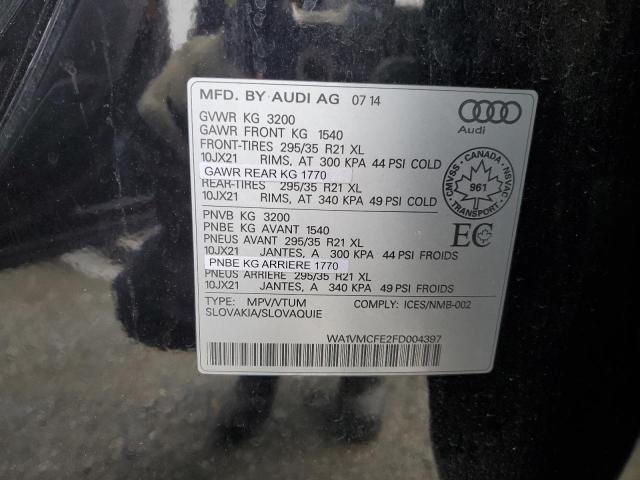 MFD. BY AUDI AG 07 14
Audi
GVWR KG 3200
GAWR FRONT KG 1540
FRONT-TIRES 295/35 R21 XL
10JX21 RIMS, AT 300 KPA 44 PSI COLD
GAWR REAR KG 1770
REAR-TIRES 295/35 R21 XL
10JX21 RIMS, AT 340 KPA 49 PSI COLD
CMVSS - CANADA - NSVAC
961
TRANSPORT
PNVB KG 3200
PNBE KG AVANT 1540
PNEUS AVANT 295/35 R21 XL
10JX21 JANTES, A 300 KPA 44 PSI FROIDS
PNBE KG ARRIERE 1770
PNEUS ARRIERE 295/35 R21 XL
10JX21 JANTES, A 340 KPA 49 PSI FROIDS
EC
TYPE: MPV/VTUM COMPLY: ICES/NMB-002
SLOVAKIA/SLOVAQUIE
WA1VMCFE2FD004397